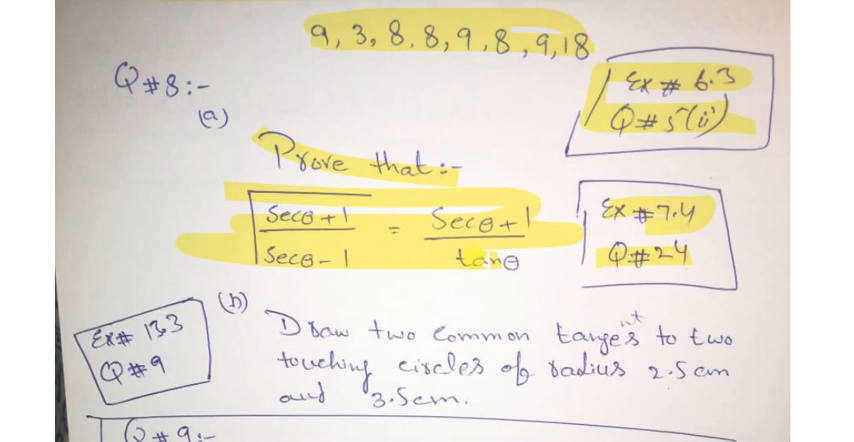 9, 3, 8, 8, 9, 8, 9, 18
Ex # 6.3
Q # 5(ii)
Q # 8:-
(a)
Prove that:-
√(Secθ + 1 / Secθ - 1) = Secθ + 1 / tanθ
Ex # 7.4
Q # 24
(b)
Ex # 13.3
Q # 9
Draw two common tangents to two
touching circles of radius 2.5cm
and 3.5cm.
Q # 9:-